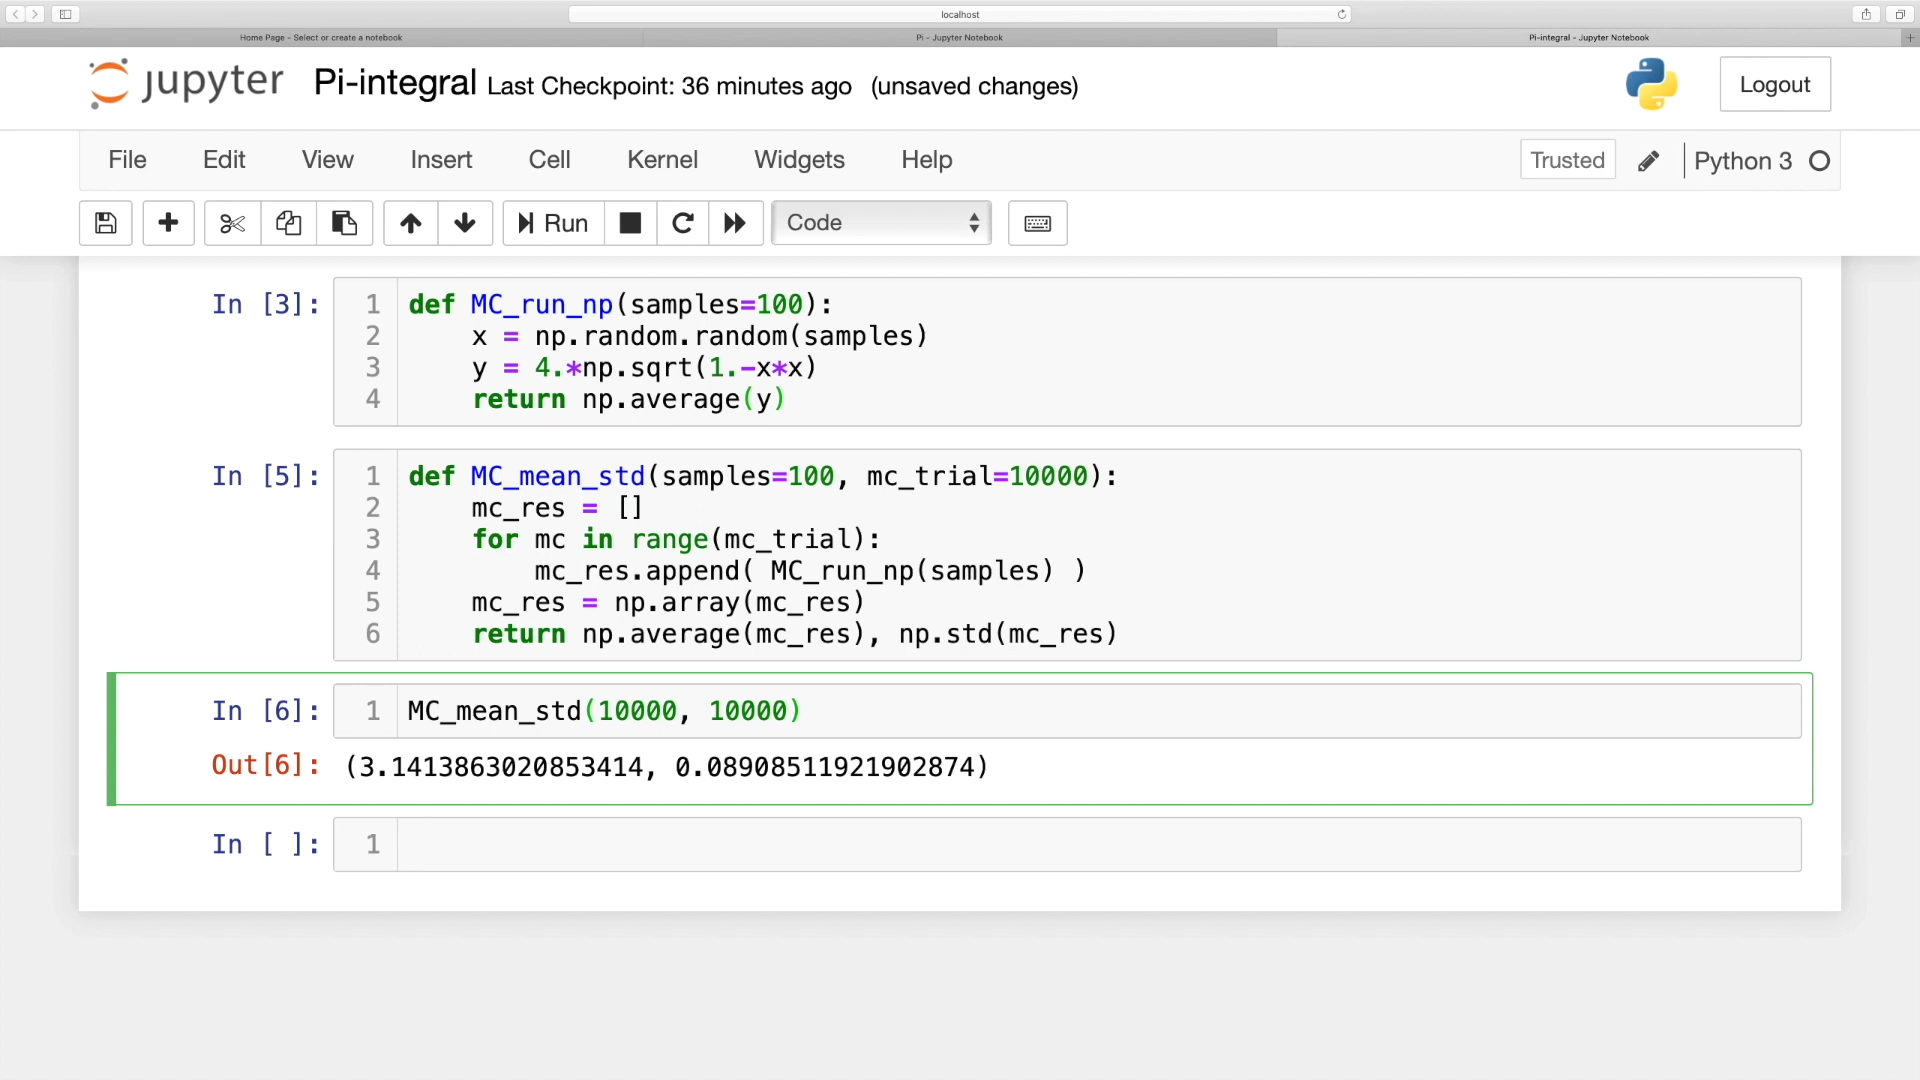 localhost
Home Page - Select or create a notebook
Pi - Jupyter Notebook
Pi-integral - Jupyter Notebook
jupyter Pi-integral Last Checkpoint: 36 minutes ago (unsaved changes)
Logout
File Edit View Insert Cell Kernel Widgets Help
Trusted
Python 3
Run
Code
In [3]:
1 def MC_run_np(samples=100):
2     x = np.random.random(samples)
3     y = 4.*np.sqrt(1.-x*x)
4     return np.average(y)
In [5]:
1 def MC_mean_std(samples=100, mc_trial=10000):
2     mc_res = []
3     for mc in range(mc_trial):
4         mc_res.append( MC_run_np(samples) )
5     mc_res = np.array(mc_res)
6     return np.average(mc_res), np.std(mc_res)
In [6]:
1 MC_mean_std(10000, 10000)
Out[6]: (3.1413863020853414, 0.08908511921902874)
In [ ]:
1